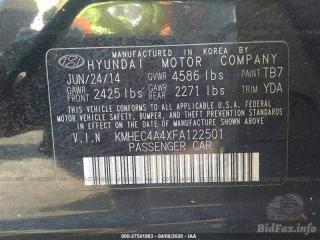 MANUFACTURED IN KOREA BY
HYUNDAI MOTOR COMPANY
JUN/24/14 GVWR 4586 lbs PAINT TB7
GAWR FRONT 2425 lbs GAWR REAR 2271 lbs TRIM YDA
THIS VEHICLE CONFORMS TO ALL APPLICABLE U.S. FEDERAL
MOTOR VEHICLE SAFETY, BUMPER, AND THEFT PREVENTION
STANDARDS IN EFFECT ON THE DATE OF MANUFACTURE SHOWN ABOVE.
V.I.N KMHEC4A4XFA122501
PASSENGER CAR
000-27541983 - 04/06/2020 - IAA
BidFax.info